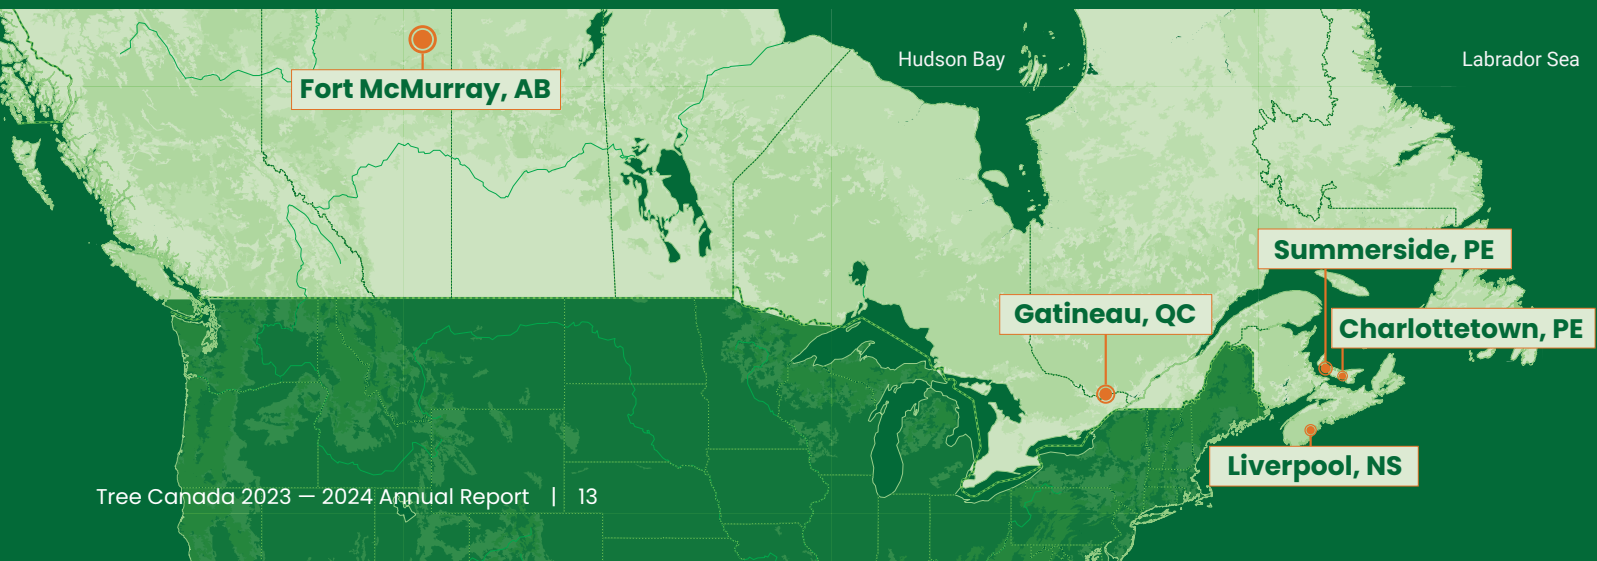 Hudson Bay
Labrador Sea
Fort McMurray, AB
Summerside, PE
Gatineau, QC
Charlottetown, PE
Liverpool, NS
Tree Canada 2023 — 2024 Annual Report | 13